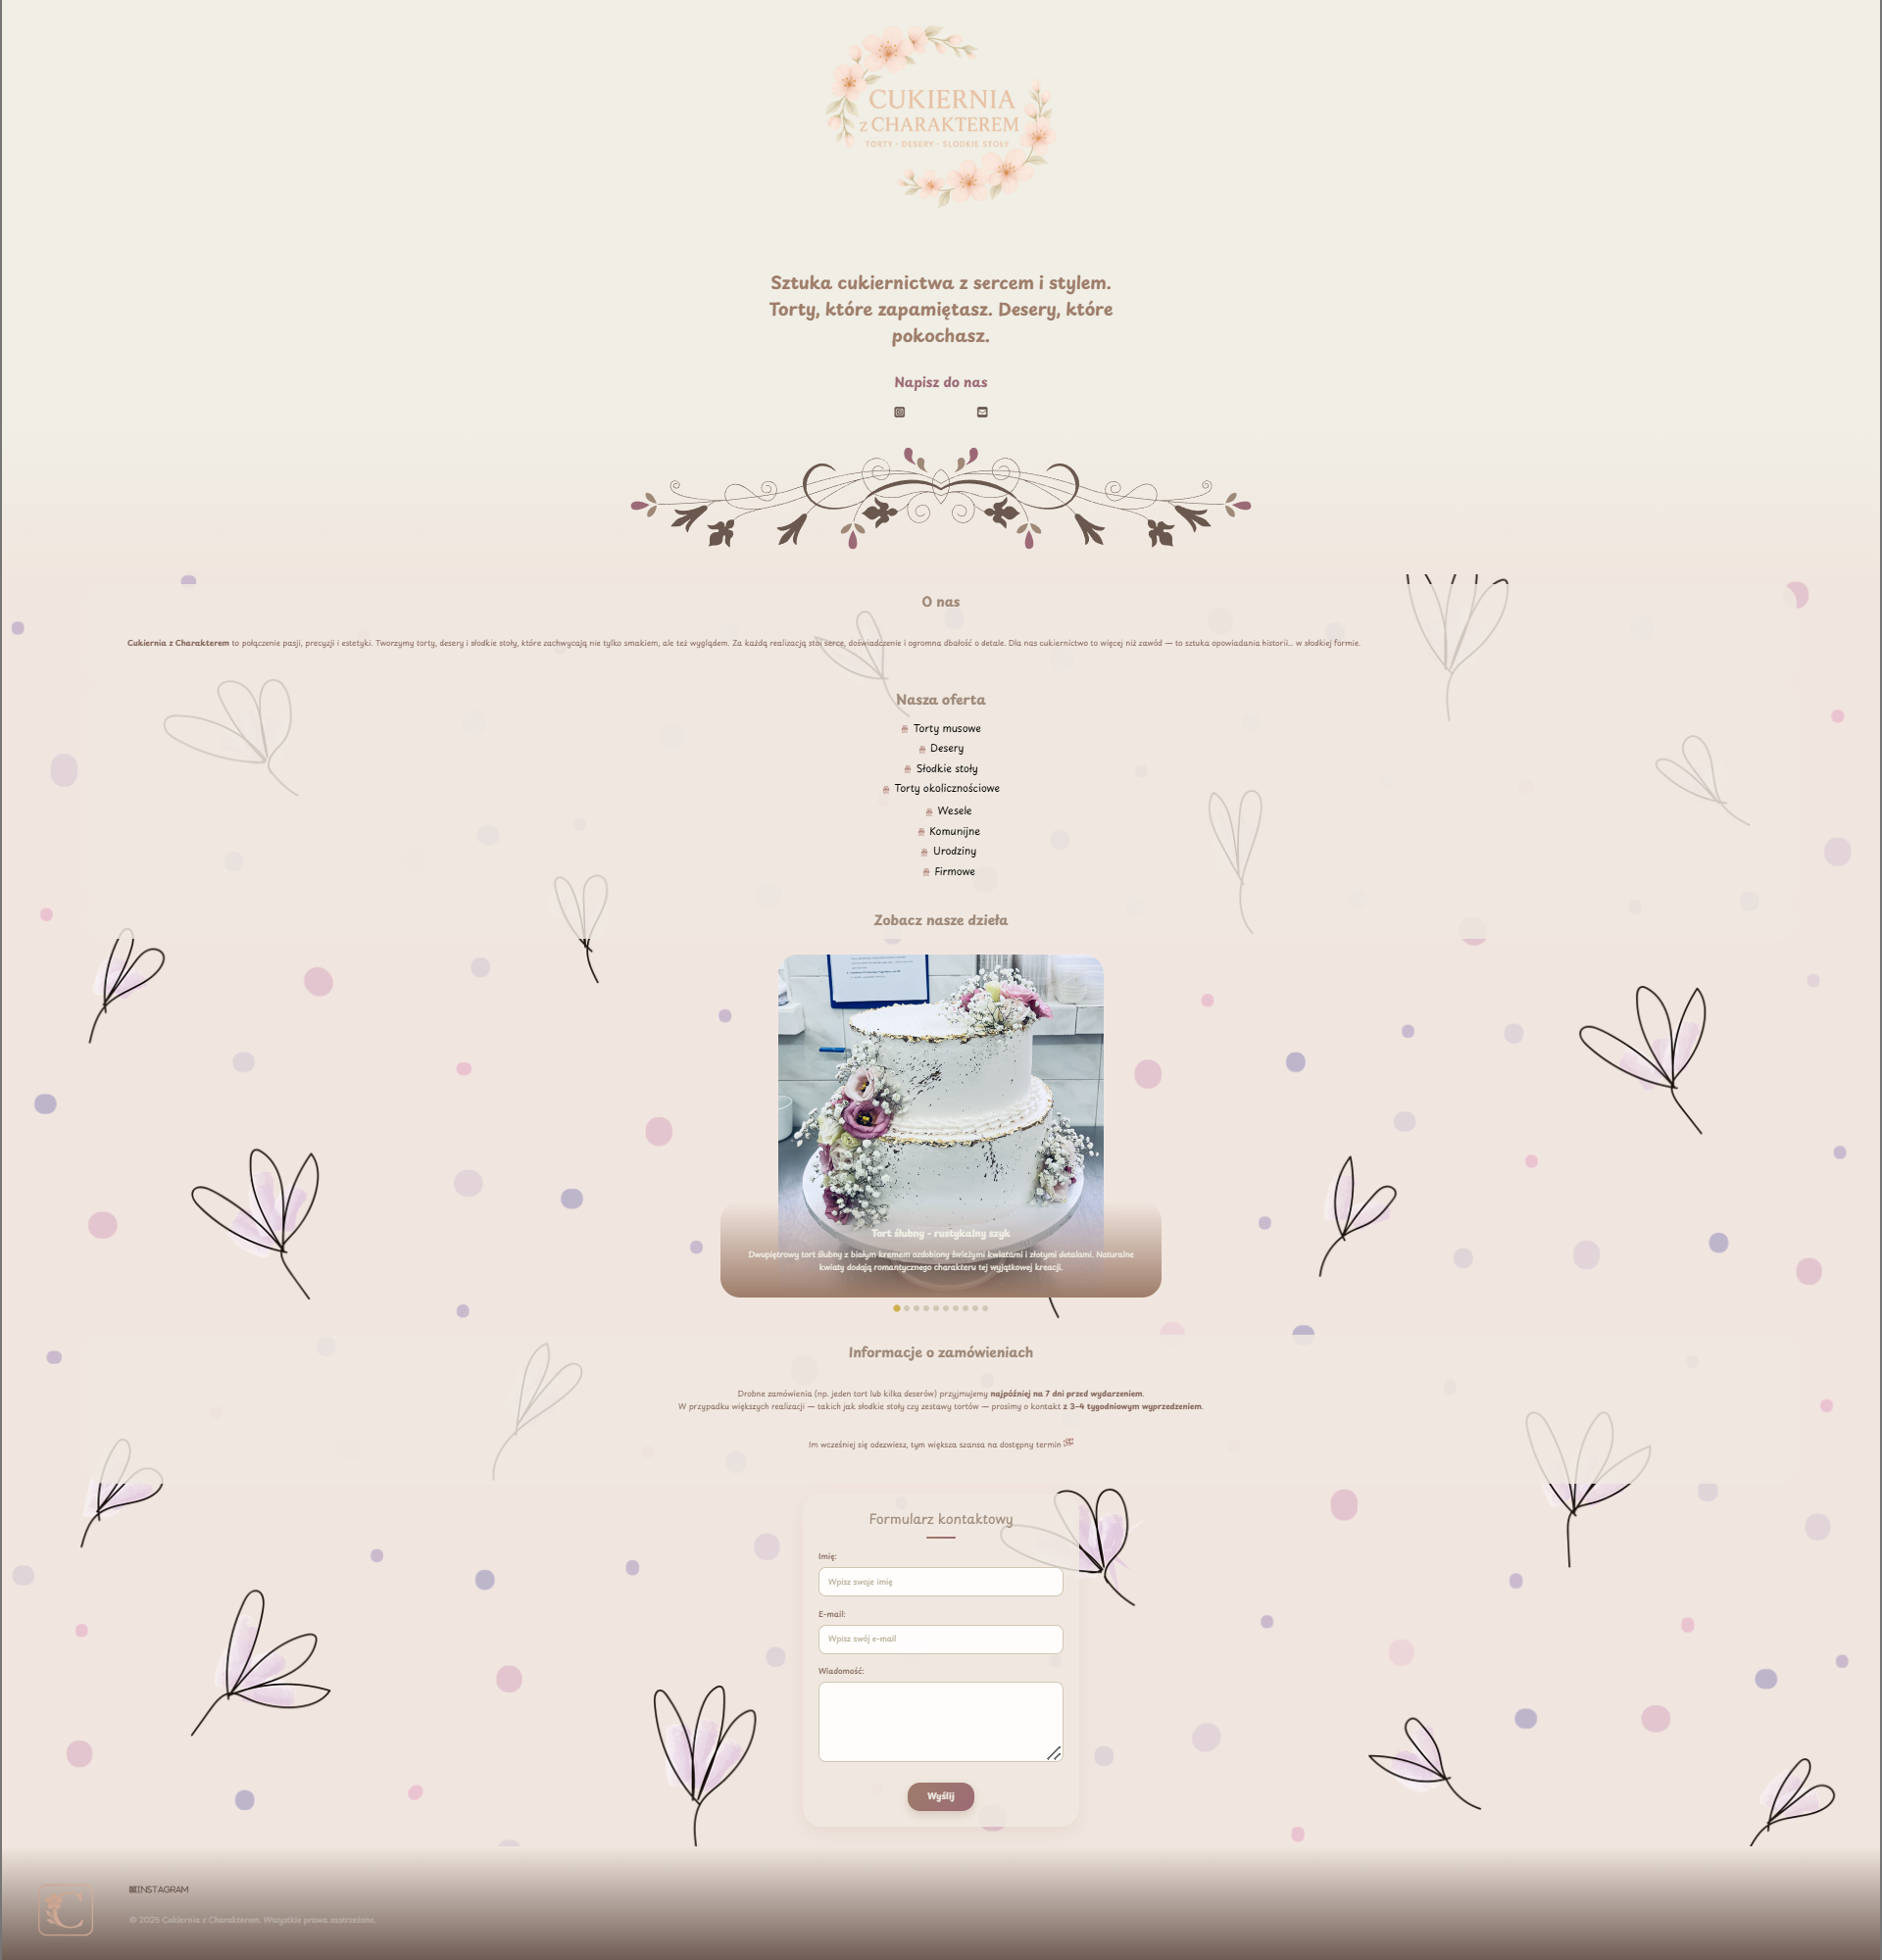 CUKIERNIA
z CHARAKTEREM
TORTY • DESERY • SŁODKIE STOŁY
Sztuka cukiernictwa z sercem i stylem.
Torty, które zapamiętasz. Desery, które
pokochasz.
Napisz do nas
O nas
Cukiernia z Charakterem to połączenie pasji, precyzji i estetyki. Tworzymy torty, desery i słodkie stoły, które zachwycają nie tylko smakiem, ale też wyglądem. Za każdą realizacją stoi serce, doświadczenie i ogromna dbałość o detale. Dla nas cukiernictwo to więcej niż zawód — to sztuka opowiadania historii... w słodkiej formie.
Nasza oferta
Torty musowe
Desery
Słodkie stoły
Torty okolicznościowe
Wesele
Komunijne
Urodziny
Firmowe
Zobacz nasze dzieła
Tort ślubny - rustykalny szyk
Dwupiętrowy tort ślubny z białym kremem ozdobiony świeżymi kwiatami i złotymi detalami. Naturalne
kwiaty dodają romantycznego charakteru tej wyjątkowej kreacji.
Informacje o zamówieniach
Drobne zamówienia (np. jeden tort lub kilka deserów) przyjmujemy najpóźniej na 7 dni przed wydarzeniem.
W przypadku większych realizacji — takich jak słodkie stoły czy zestawy tortów — prosimy o kontakt z 3-4 tygodniowym wyprzedzeniem.
Im wcześniej się odezwiesz, tym większa szansa na dostępny termin
Formularz kontaktowy
Imię:
Wpisz swoje imię
E-mail:
Wpisz swój e-mail
Wiadomość:
Wyślij
C
INSTAGRAM
© 2025 Cukiernia z Charakterem. Wszystkie prawa zastrzeżone.